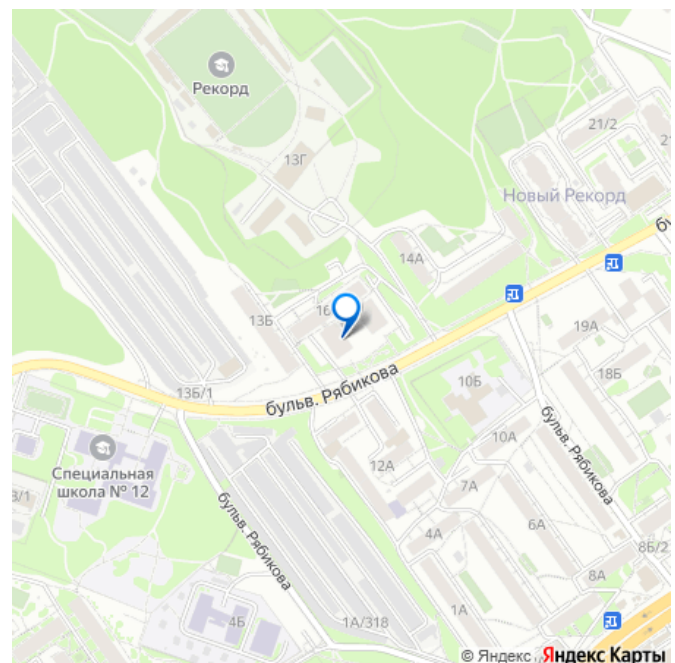 Рекорд
13Г
21/2
Новый Рекорд
14А
13Б
19А
13Б/1
бульв. Рябикова
10Б
18Б
Специальная
школа № 12
12А
10А
бульв. Рябикова
7А
бульв. Рябикова
4А
6А
8Б/2
8А
4Б
1А/318
1А
© Яндекс
Яндекс Карты